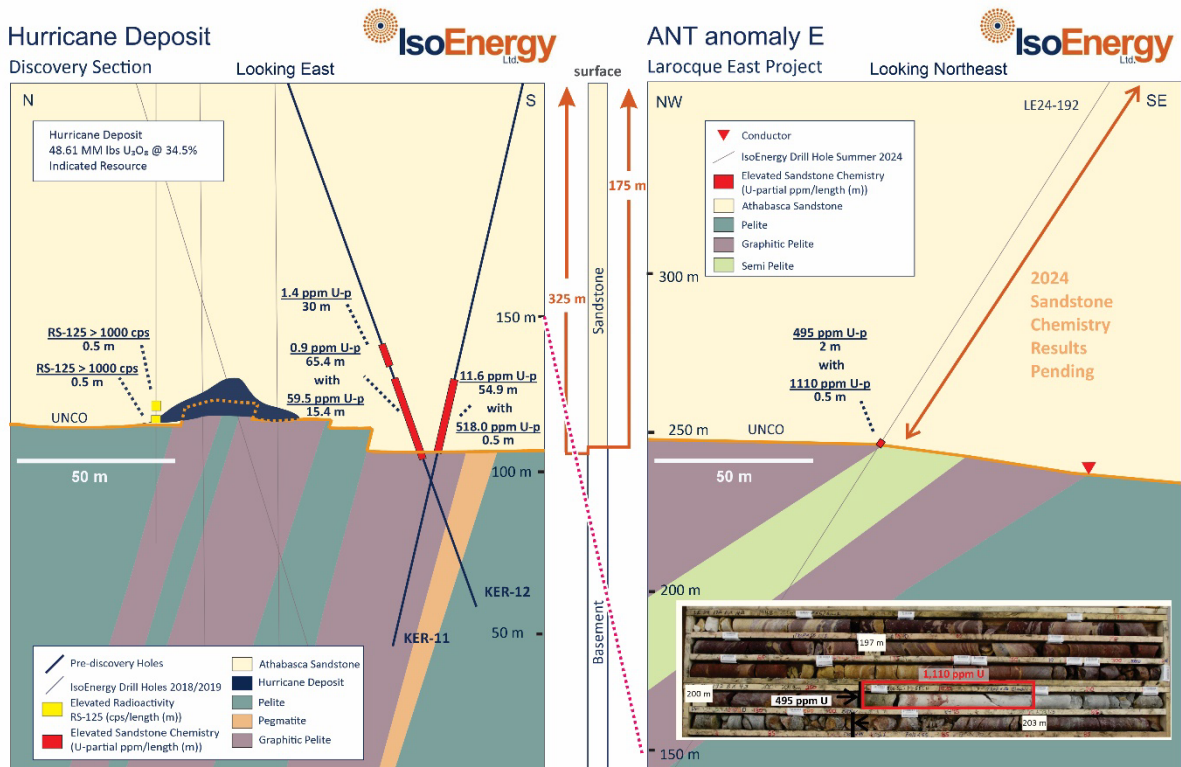 Hurricane Deposit
Discovery Section
Looking East
IsoEnergy
Ltd.
N
S
Hurricane Deposit
48.61 MM lbs U₃O₈ @ 34.5%
Indicated Resource
1.4 ppm U-p
30 m
RS-125 > 1000 cps
0.5 m
RS-125 > 1000 cps
0.5 m
0.9 ppm U-p
65.4 m
with
59.5 ppm U-p
15.4 m
11.6 ppm U-p
54.9 m
with
518.0 ppm U-p
0.5 m
UNCO
50 m
KER-12
KER-11
150 m
100 m
50 m
Pre-discovery Holes
IsoEnergy Drill Holes 2018/2019
Elevated Radioactivity
RS-125 (cps/length (m))
Elevated Sandstone Chemistry
(U-partial ppm/length (m))
Athabasca Sandstone
Hurricane Deposit
Pelite
Pegmatite
Graphitic Pelite
surface
325 m
175 m
Sandstone
Basement
ANT anomaly E
Larocque East Project
Looking Northeast
IsoEnergy
Ltd.
NW
SE
LE24-192
Conductor
IsoEnergy Drill Hole Summer 2024
Elevated Sandstone Chemistry
(U-partial ppm/length (m))
Athabasca Sandstone
Pelite
Graphitic Pelite
Semi Pelite
300 m
250 m
200 m
150 m
2024
Sandstone
Chemistry
Results
Pending
495 ppm U-p
2 m
with
1110 ppm U-p
0.5 m
UNCO
50 m
197 m
1,110 ppm U
200 m
495 ppm U
203 m